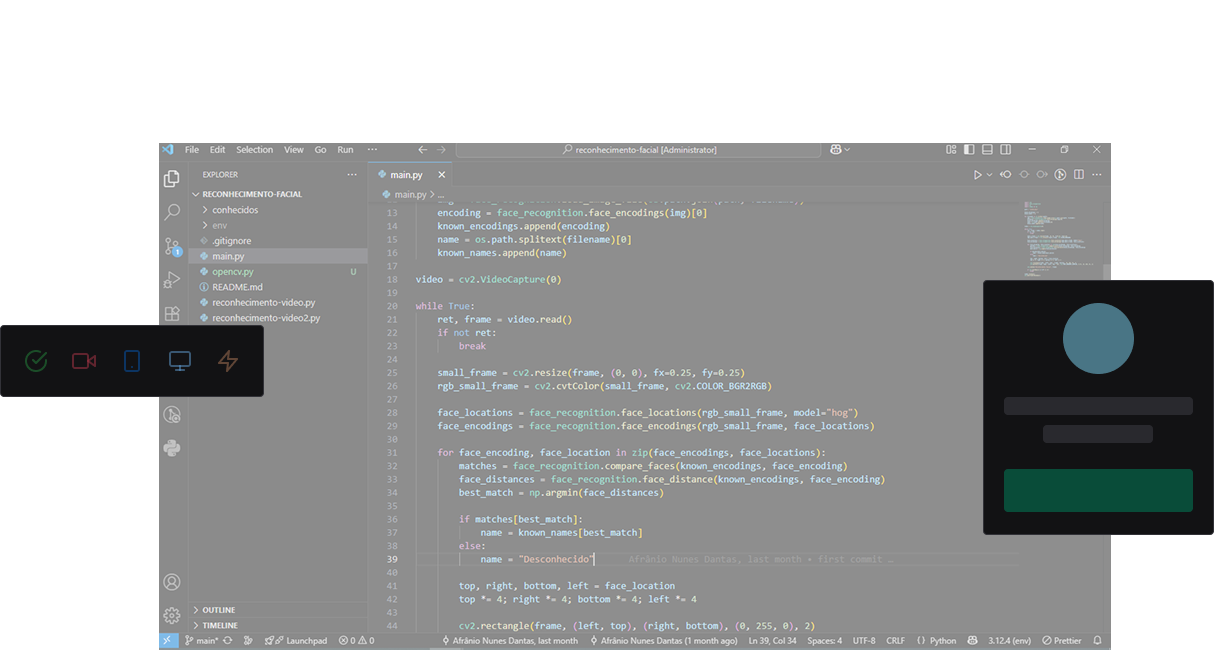 File Edit Selection View Go Run ··· reconhecimento-facial [Administrator]
EXPLORER ···
main.py
RECONHECIMENTO-FACIAL
main.py > ...
conhecidos
env
.gitignore
main.py
opencv.py U
README.md
reconhecimento-video.py
reconhecimento-video2.py
1
13 encoding = face_recognition.face_encodings(img)[0]
14 known_encodings.append(encoding)
15 name = os.path.splitext(filename)[0]
16 known_names.append(name)
17
18 video = cv2.VideoCapture(0)
19
20 while True:
21 ret, frame = video.read()
22 if not ret:
23 break
24
25 small_frame = cv2.resize(frame, (0, 0), fx=0.25, fy=0.25)
26 rgb_small_frame = cv2.cvtColor(small_frame, cv2.COLOR_BGR2RGB)
27
28 face_locations = face_recognition.face_locations(rgb_small_frame, model="hog")
29 face_encodings = face_recognition.face_encodings(rgb_small_frame, face_locations)
30
31 for face_encoding, face_location in zip(face_encodings, face_locations):
32 matches = face_recognition.compare_faces(known_encodings, face_encoding)
33 face_distances = face_recognition.face_distance(known_encodings, face_encoding)
34 best_match = np.argmin(face_distances)
35
36 if matches[best_match]:
37 name = known_names[best_match]
38 else:
39 name = "Desconhecido" Afrânio Nunes Dantas, last month • first commit …
40
41 top, right, bottom, left = face_location
42 top *= 4; right *= 4; bottom *= 4; left *= 4
43
44 cv2.rectangle(frame, (left, top), (right, bottom), (0, 255, 0), 2)
OUTLINE
TIMELINE
main* Launchpad 0 0 Afrânio Nunes Dantas, last month Afrânio Nunes Dantas (1 month ago) Ln 39, Col 34 Spaces: 4 UTF-8 CRLF {} Python 3.12.4 (env) Prettier